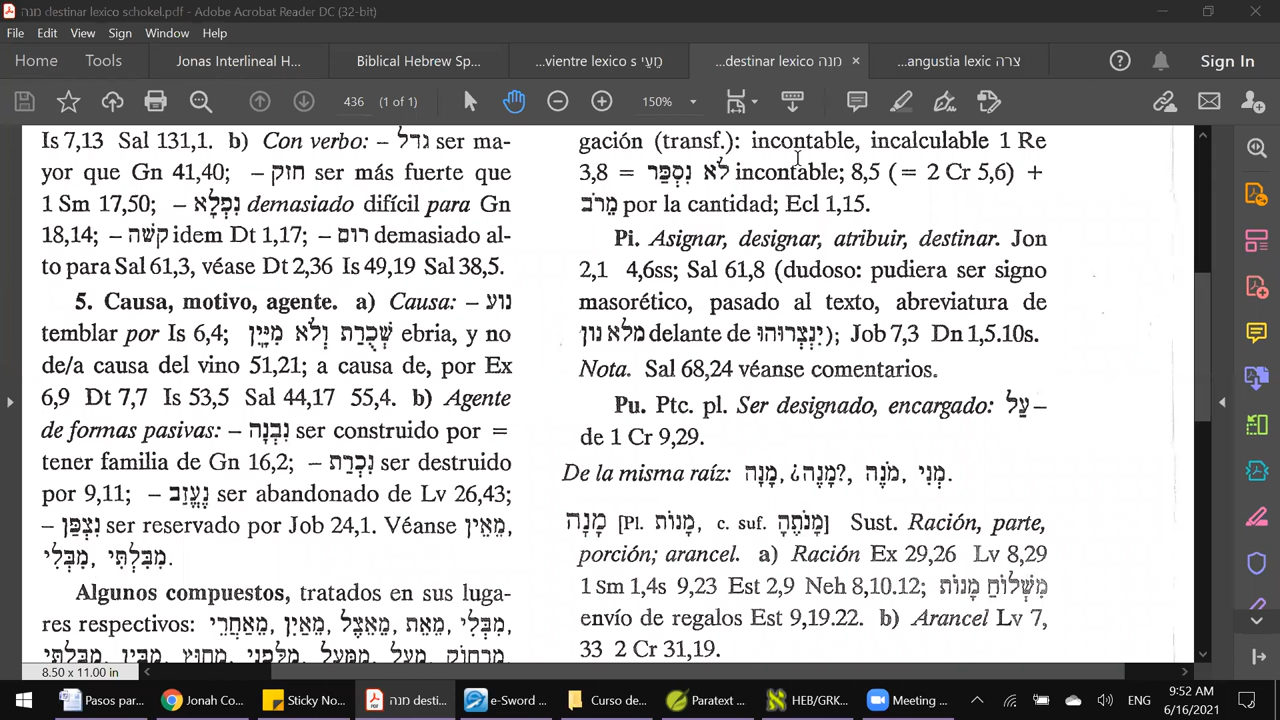 מנה destinar lexico schokel.pdf - Adobe Acrobat Reader DC (32-bit)
File Edit View Sign Window Help
Home Tools Jonas Interlineal H... Biblical Hebrew Sp... ...vientre lexico s מְעִי ...destinar lexico מנה × ...angustia lexic צרה Sign In
436 (1 of 1) 150%
Is 7,13 Sal 131,1. b) Con verbo: – גדל ser ma-
yor que Gn 41,40; – חזק ser más fuerte que
1 Sm 17,50; – נִפְלָא demasiado difícil para Gn
18,14; – קשׁה idem Dt 1,17; – רום demasiado al-
to para Sal 61,3, véase Dt 2,36 Is 49,19 Sal 38,5.
5. Causa, motivo, agente. a) Causa: – נוע
temblar por Is 6,4; שְׁכֻרַת וְלֹא מִיָּיִן ebria, y no
de/a causa del vino 51,21; a causa de, por Ex
6,9 Dt 7,7 Is 53,5 Sal 44,17 55,4. b) Agente
de formas pasivas: – נִבְנָה ser construido por =
tener familia de Gn 16,2; – נִכְרַת ser destruido
por 9,11; – נֶעֱזַב ser abandonado de Lv 26,43;
– נִצְפַּן ser reservado por Job 24,1. Véanse מֵאֵין,
מִבְּלִי, מִבִּלְתִּי.
Algunos compuestos, tratados en sus luga-
res respectivos: מֵאַחֲרֵי, מֵאַיִן, מֵאֵצֶל, מֵאֵת, מִבְּלִי,
מִבִּלְתִּי, מִבֵּין, מִחוּץ, מִלִּפְנֵי, מִמַּעַל, מֵעַל, מֵרָחוֹק
gación (transf.): incontable, incalculable 1 Re
3,8 = לֹא נִסְפַּר incontable; 8,5 (= 2 Cr 5,6) +
מֵרֹב por la cantidad; Ecl 1,15.
Pi. Asignar, designar, atribuir, destinar. Jon
2,1 4,6ss; Sal 61,8 (dudoso: pudiera ser signo
masorético, pasado al texto, abreviatura de
מלא נון delante de יִנְצְרוּהוּ); Job 7,3 Dn 1,5.10s.
Nota. Sal 68,24 véanse comentarios.
Pu. Ptc. pl. Ser designado, encargado: – עַל
de 1 Cr 9,29.
De la misma raíz: מָנָה, ¿מָנֶה?, מֹנֶה, מְנִי.
מָנָה [Pl. מָנוֹת, c. suf. מָנֹתֶהָ] Sust. Ración, parte,
porción; arancel. a) Ración Ex 29,26 Lv 8,29
1 Sm 1,4s 9,23 Est 2,9 Neh 8,10.12; מִשְׁלוֹחַ מָנוֹת
envío de regalos Est 9,19.22. b) Arancel Lv 7,
33 2 Cr 31,19.
8.50 x 11.00 in
Pasos par... Jonah Co... Sticky No... מנה desti... e-Sword ... Curso de... Paratext ... HEB/GRK... Meeting ... ENG 9:52 AM
6/16/2021